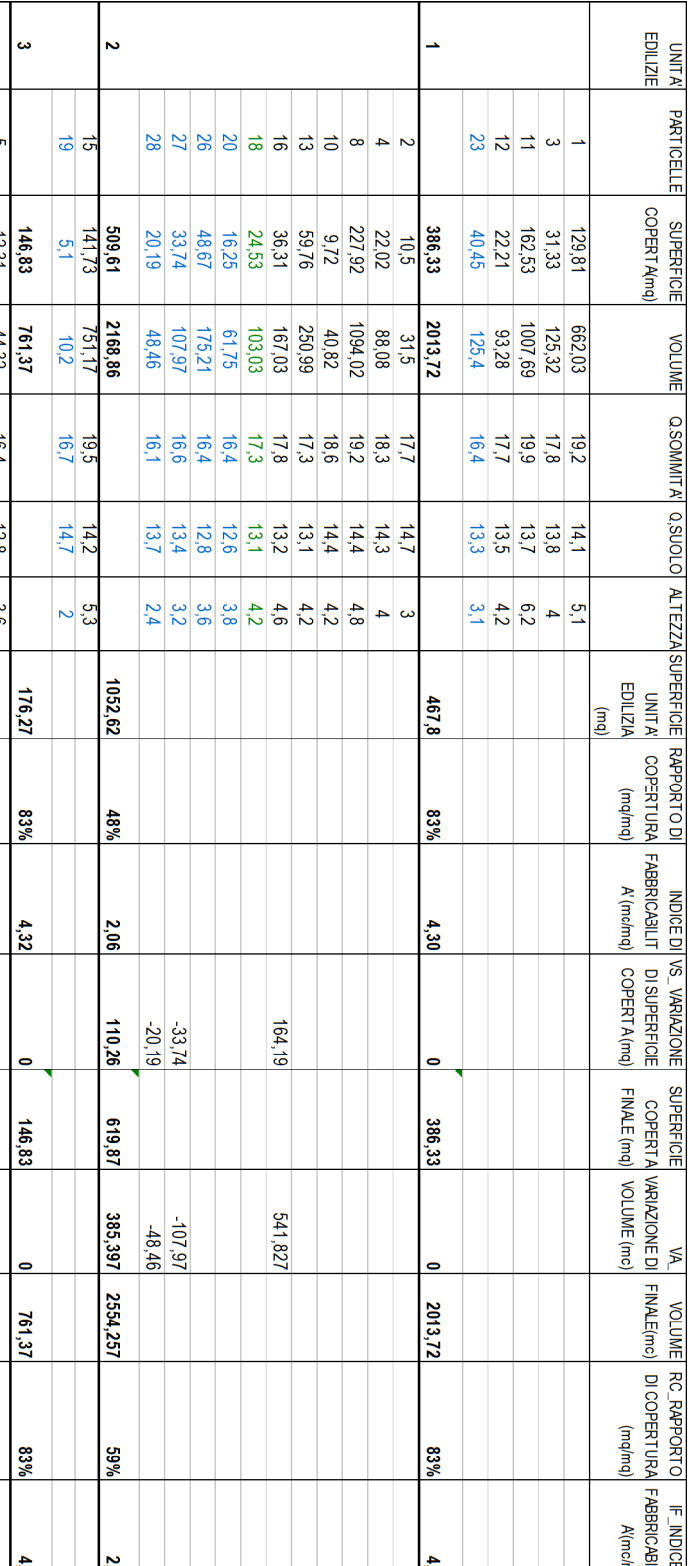 UNITA' EDILIZIE PARTICELLE SUPERFICIE COPERTA(mq) VOLUME Q.SOMMITA' Q,SUOLO ALTEZZA SUPERFICIE UNITA' EDILIZIA (mq) RAPPORTO DI COPERTURA (mq/mq) INDICE DI FABBRICABILIT A' (mc/mq) VS_ VARIAZIONE DI SUPERFICIE COPERTA(mq) SUPERFICIE COPERTA FINALE (mq) VA_ VARIAZIONE DI VOLUME (mc) VOLUME FINALE(mc) RC_RAPPORTO DI COPERTURA (mq/mq) IF_INDICE
1 129,81 662,03 19,2 14,1 5,1
3 31,33 125,32 17,8 13,8 4
11 162,53 1007,69 19,9 13,7 6,2
12 22,21 93,28 17,7 13,5 4,2
23 40,45 125,4 16,4 13,3 3,1
1 386,33 2013,72 467,8 83% 4,30 0 386,33 0 2013,72 83% 4,
2 10,5 31,5 17,7 14,7 3
4 22,02 88,08 18,3 14,3 4
8 227,92 1094,02 19,2 14,4 4,8
10 9,72 40,82 18,6 14,4 4,2
13 59,76 250,99 17,3 13,1 4,2
16 36,31 167,03 17,8 13,2 4,6 164,19 541,827
18 24,53 103,03 17,3 13,1 4,2
20 16,25 61,75 16,4 12,6 3,8
26 48,67 175,21 16,4 12,8 3,6
27 33,74 107,97 16,6 13,4 3,2 -33,74 -107,97
28 20,19 48,46 16,1 13,7 2,4 -20,19 -48,46
2 509,61 2168,86 1052,62 48% 2,06 110,26 619,87 385,397 2554,257 59% 2
15 141,73 751,17 19,5 14,2 5,3
19 5,1 10,2 16,7 14,7 2
3 146,83 761,37 176,27 83% 4,32 0 146,83 0 761,37 83% 4,